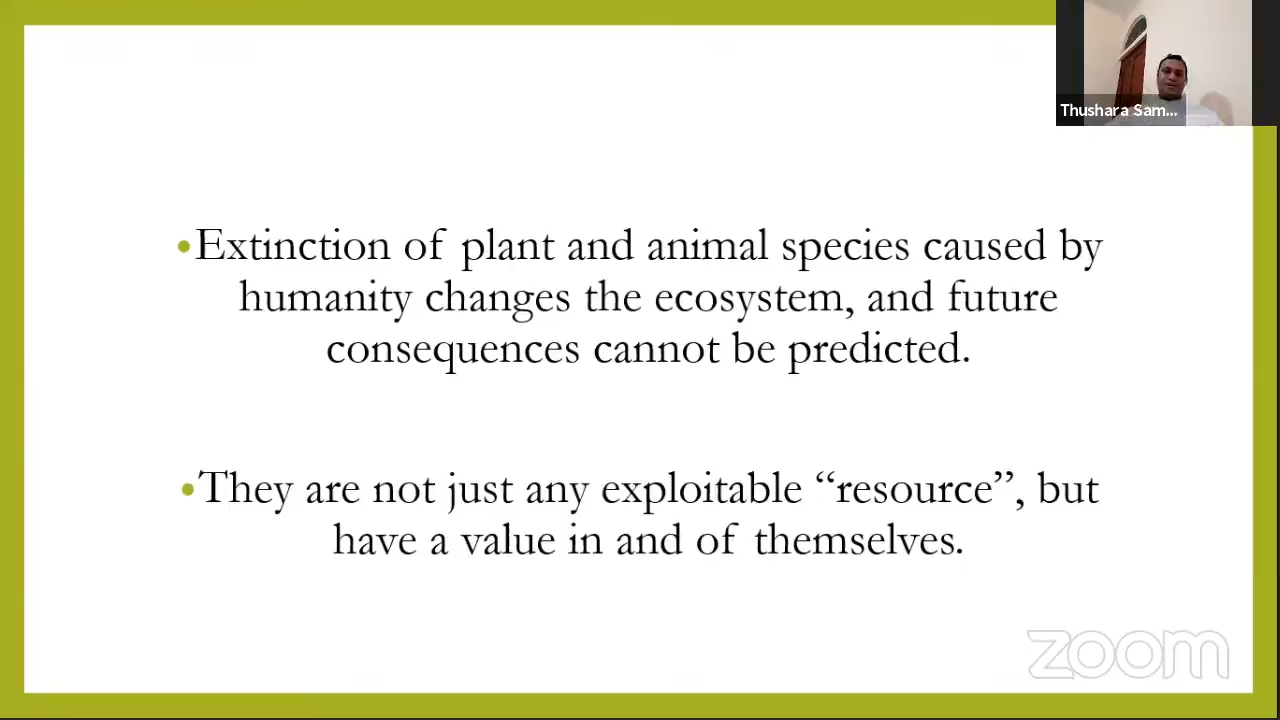 Thushara Sam...
•Extinction of plant and animal species caused by
humanity changes the ecosystem, and future
consequences cannot be predicted.
•They are not just any exploitable “resource”, but
have a value in and of themselves.
zoom